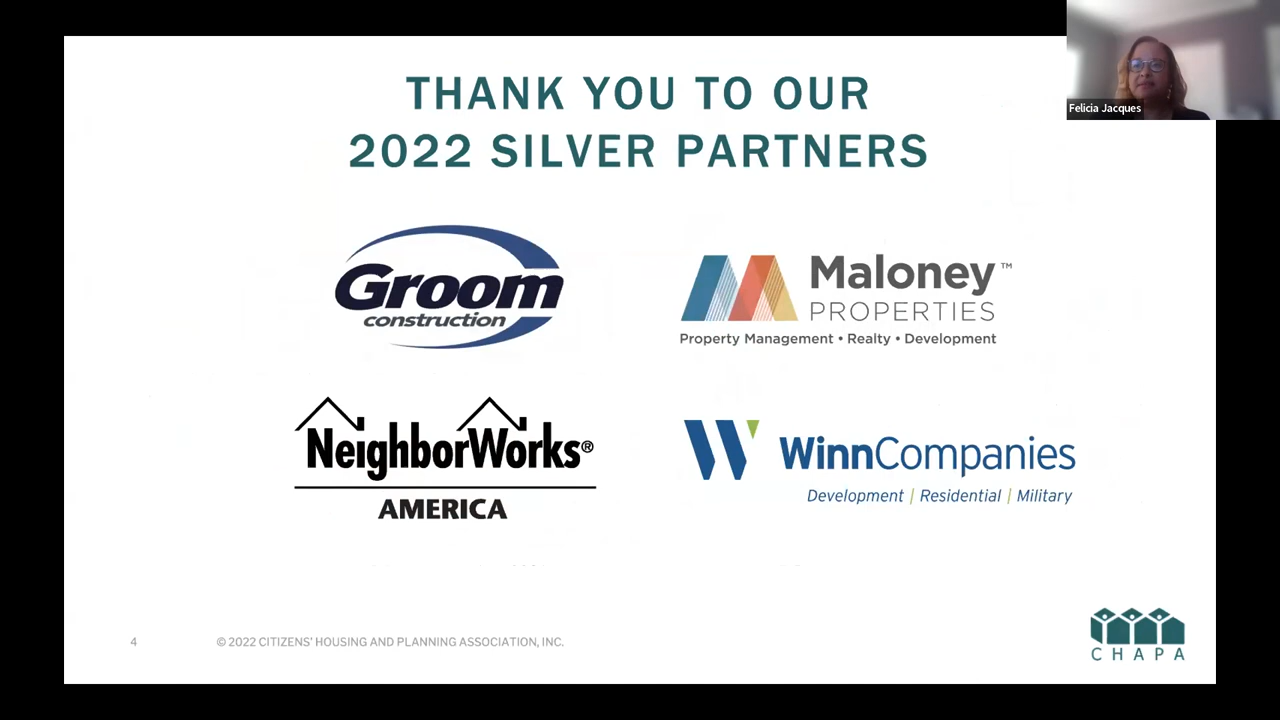 THANK YOU TO OUR
2022 SILVER PARTNERS
Felicia Jacques
Groom
construction
Maloney™
PROPERTIES
Property Management • Realty • Development
NeighborWorks®
AMERICA
WinnCompanies
Development | Residential | Military
4
© 2022 CITIZENS' HOUSING AND PLANNING ASSOCIATION, INC.
CHAPA